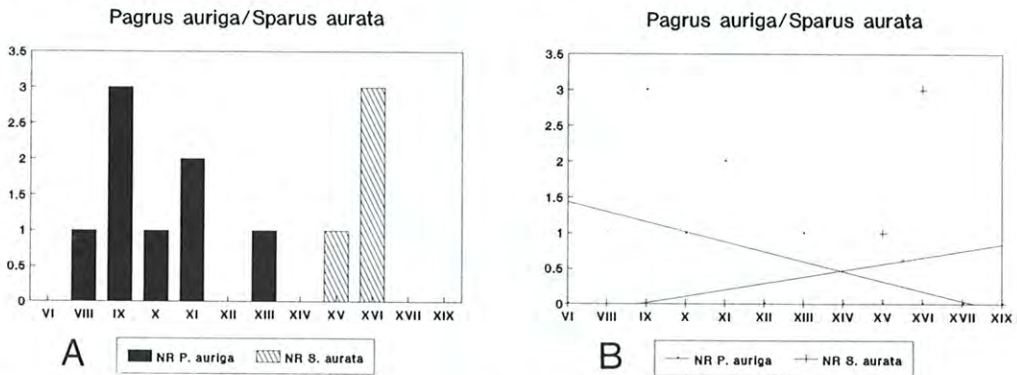 Pagrus auriga/Sparus aurata
3.5
3
2.5
2
1.5
1
0.5
0
VI VIII IX X XI XII XIII XIV XV XVI XVII XIX
A
NR P. auriga NR S. aurata
Pagrus auriga/Sparus aurata
3.5
3
2.5
2
1.5
1
0.5
0
VI VIII IX X XI XII XIII XIV XV XVI XVII XIX
B
NR P. auriga NR S. aurata